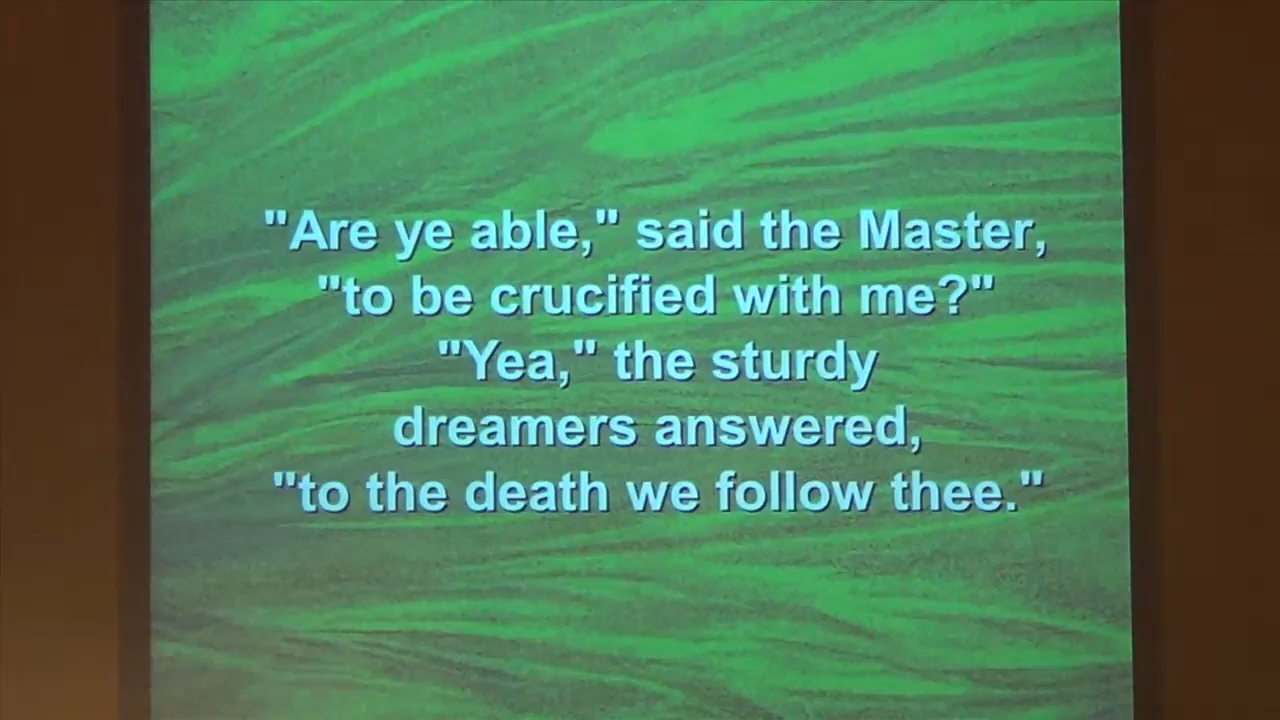 "Are ye able," said the Master,
"to be crucified with me?"
"Yea," the sturdy
dreamers answered,
"to the death we follow thee."